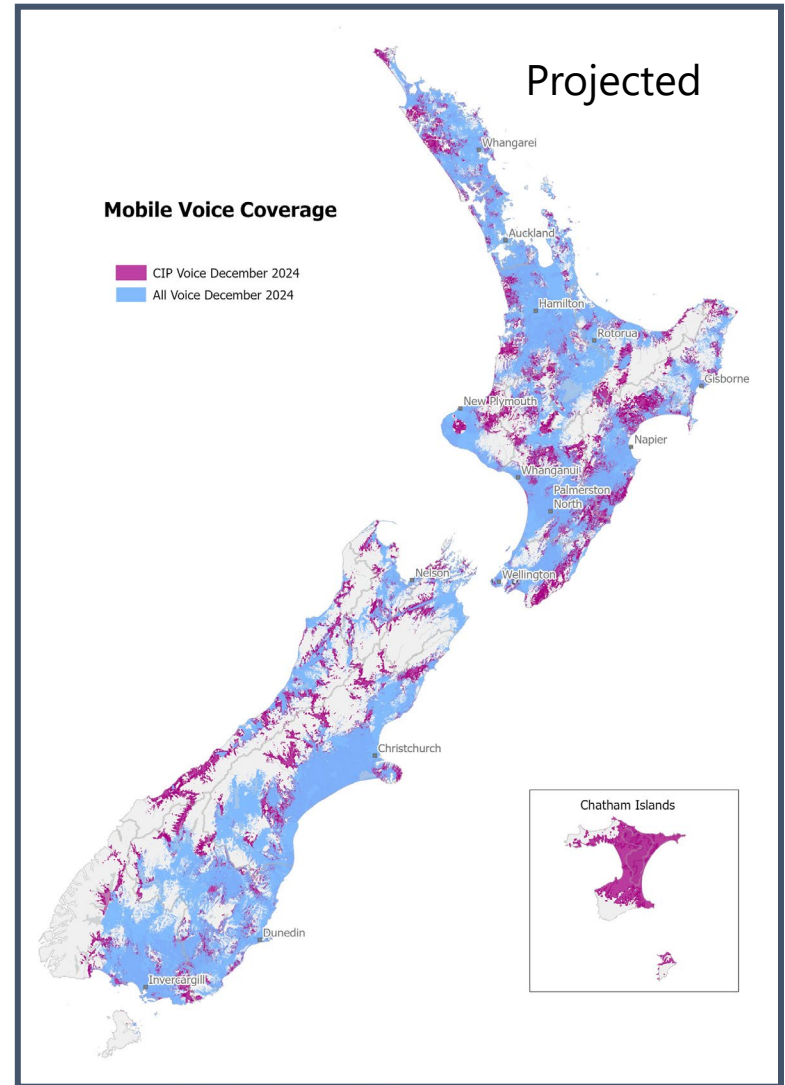 Projected
Mobile Voice Coverage
CIP Voice December 2024
All Voice December 2024
Whangarei
Auckland
Hamilton
Rotorua
Gisborne
New Plymouth
Napier
Whanganui
Palmerston
North
Nelson
Wellington
Christchurch
Chatham Islands
Dunedin
Invercargill